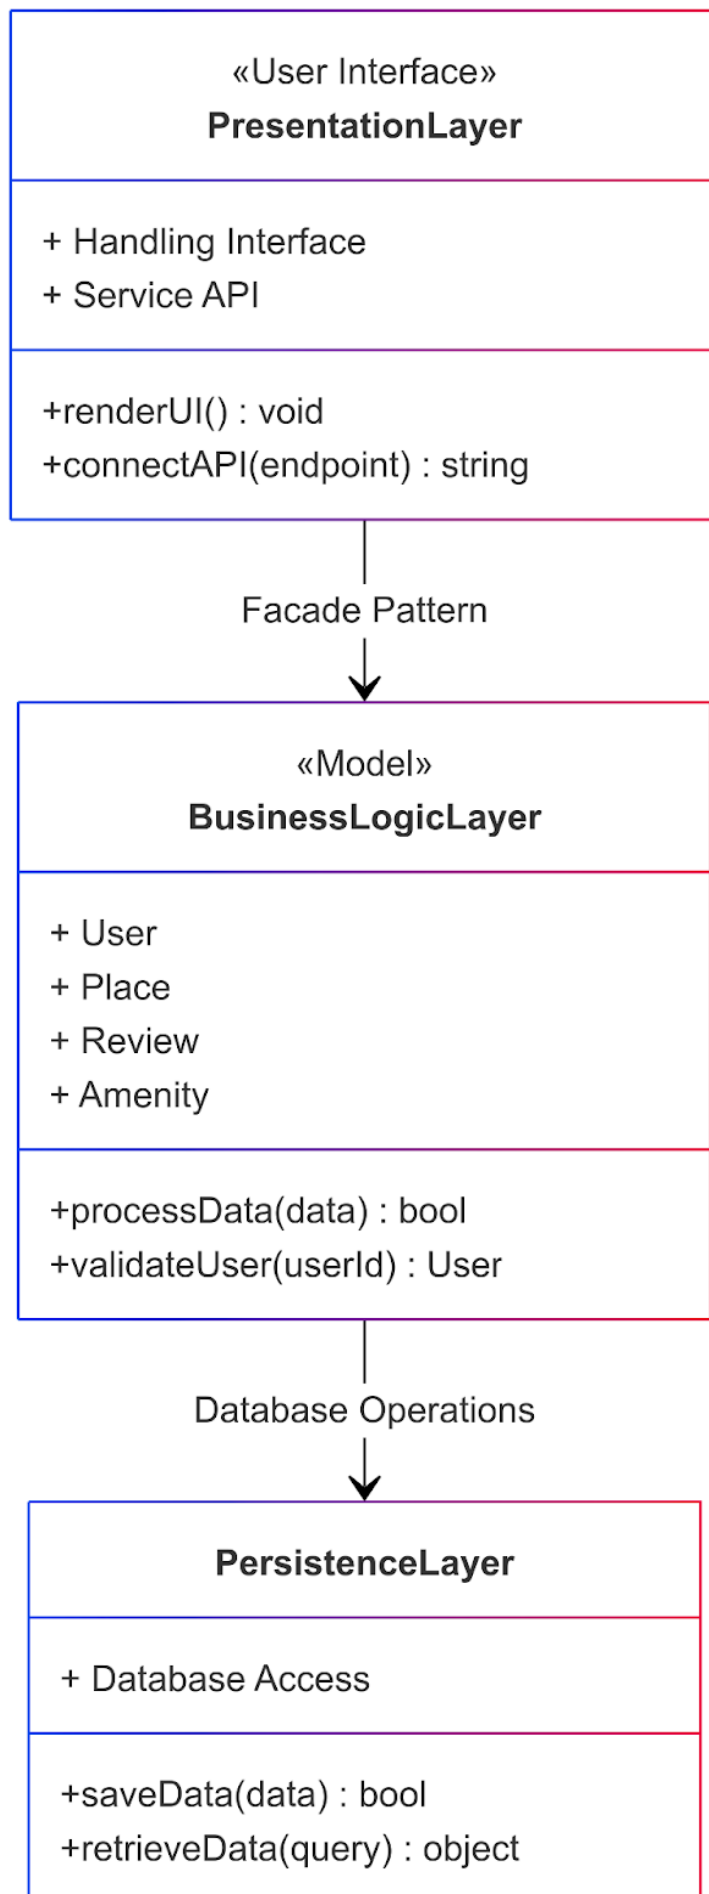 «User Interface»
PresentationLayer
+ Handling Interface
+ Service API
+renderUI() : void
+connectAPI(endpoint) : string
Facade Pattern
«Model»
BusinessLogicLayer
+ User
+ Place
+ Review
+ Amenity
+processData(data) : bool
+validateUser(userId) : User
Database Operations
PersistenceLayer
+ Database Access
+saveData(data) : bool
+retrieveData(query) : object